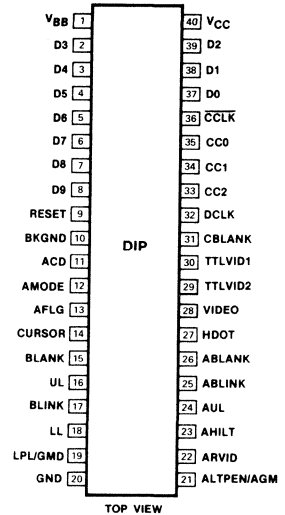 VBB 1 40 VCC
D3 2 39 D2
D4 3 38 D1
D5 4 37 D0
D6 5 36 CCLK
D7 6 35 CC0
D8 7 34 CC1
D9 8 33 CC2
RESET 9 32 DCLK
BKGND 10 31 CBLANK
DIP
ACD 11 30 TTLVID1
AMODE 12 29 TTLVID2
AFLG 13 28 VIDEO
CURSOR 14 27 HDOT
BLANK 15 26 ABLANK
UL 16 25 ABLINK
BLINK 17 24 AUL
LL 18 23 AHILT
LPL/GMD 19 22 ARVID
GND 20 21 ALTPEN/AGM
TOP VIEW